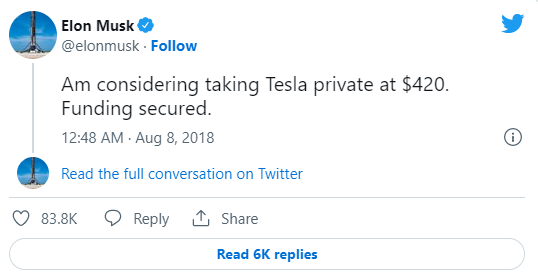 Elon Musk
@elonmusk · Follow
Am considering taking Tesla private at $420.
Funding secured.
12:48 AM · Aug 8, 2018
Read the full conversation on Twitter
83.8K Reply Share
Read 6K replies